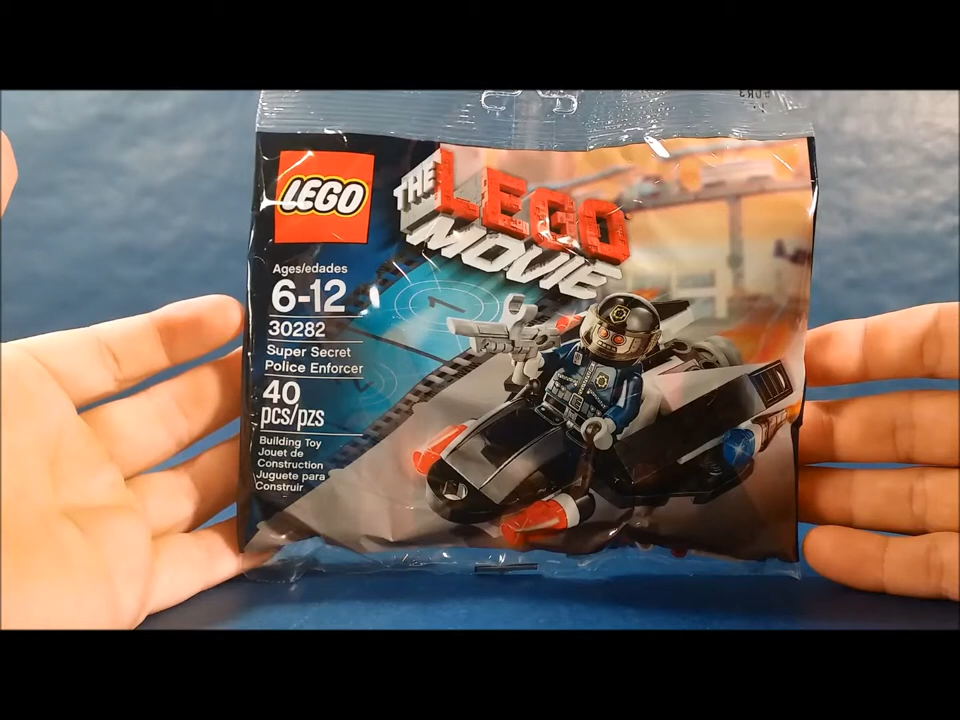 LEGO
THE
LEGO
MOVIE
Ages/edades
6-12
30282
Super Secret
Police Enforcer
40
pcs/pzs
Building Toy
Jouet de
Construction
Juguete para
Construir